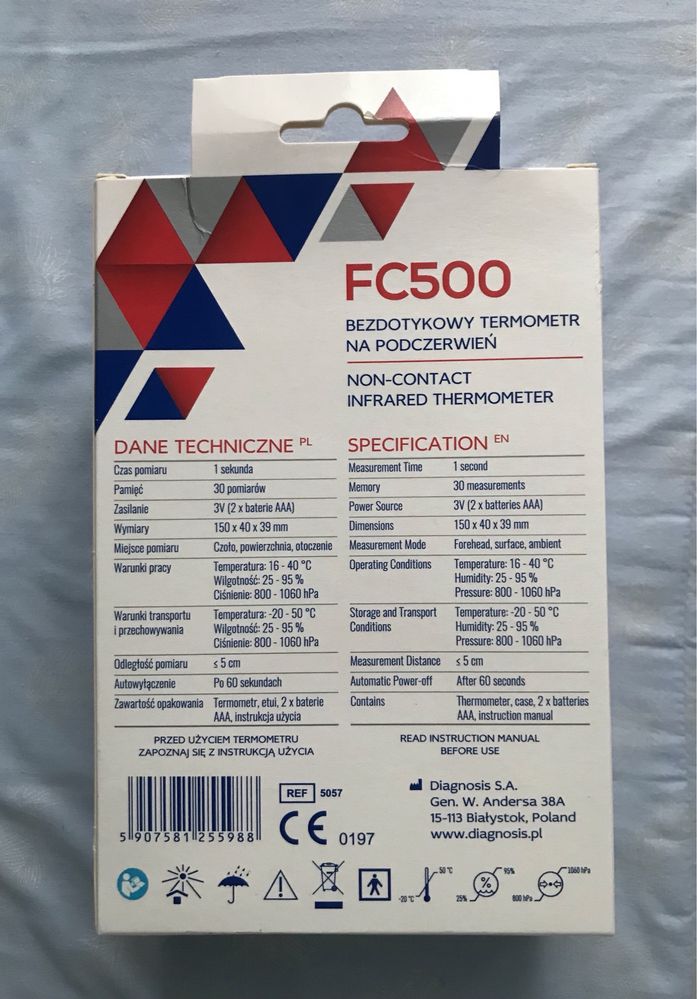 FC500
BEZDOTYKOWY TERMOMETR
NA PODCZERWIEŃ
NON-CONTACT
INFRARED THERMOMETER
DANE TECHNICZNE PL
Czas pomiaru 1 sekunda
Pamięć 30 pomiarów
Zasilanie 3V (2 x baterie AAA)
Wymiary 150 x 40 x 39 mm
Miejsce pomiaru Czoło, powierzchnia, otoczenie
Warunki pracy Temperatura: 16 - 40 °C
Wilgotność: 25 - 95 %
Ciśnienie: 800 - 1060 hPa
Warunki transportu Temperatura: -20 - 50 °C
i przechowywania Wilgotność: 25 - 95 %
Ciśnienie: 800 - 1060 hPa
Odległość pomiaru ≤ 5 cm
Autowyłączenie Po 60 sekundach
Zawartość opakowania Termometr, etui, 2 x baterie
AAA, instrukcja użycia
PRZED UŻYCIEM TERMOMETRU
ZAPOZNAJ SIĘ Z INSTRUKCJĄ UŻYCIA
SPECIFICATION EN
Measurement Time 1 second
Memory 30 measurements
Power Source 3V (2 x batteries AAA)
Dimensions 150 x 40 x 39 mm
Measurement Mode Forehead, surface, ambient
Operating Conditions Temperature: 16 - 40 °C
Humidity: 25 - 95 %
Pressure: 800 - 1060 hPa
Storage and Transport Temperature: -20 - 50 °C
Conditions Humidity: 25 - 95 %
Pressure: 800 - 1060 hPa
Measurement Distance ≤ 5 cm
Automatic Power-off After 60 seconds
Contains Thermometer, case, 2 x batteries
AAA, instruction manual
READ INSTRUCTION MANUAL
BEFORE USE
5 907581 255988
REF 5057
CE 0197
Diagnosis S.A.
Gen. W. Andersa 38A
15-113 Białystok, Poland
www.diagnosis.pl
-20 °C 50 °C
25% % 95%
800 hPa 1060 hPa